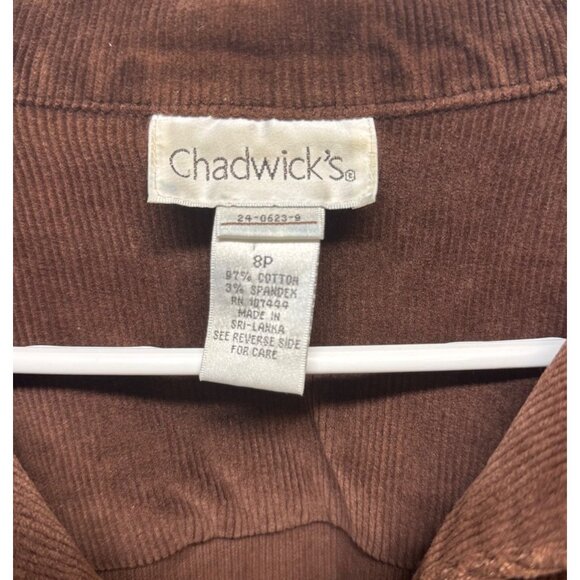 Chadwick's®
24-0623-9
8P
97% COTTON
3% SPANDEX
RN 107444
MADE IN
SRI-LANKA
SEE REVERSE SIDE
FOR CARE